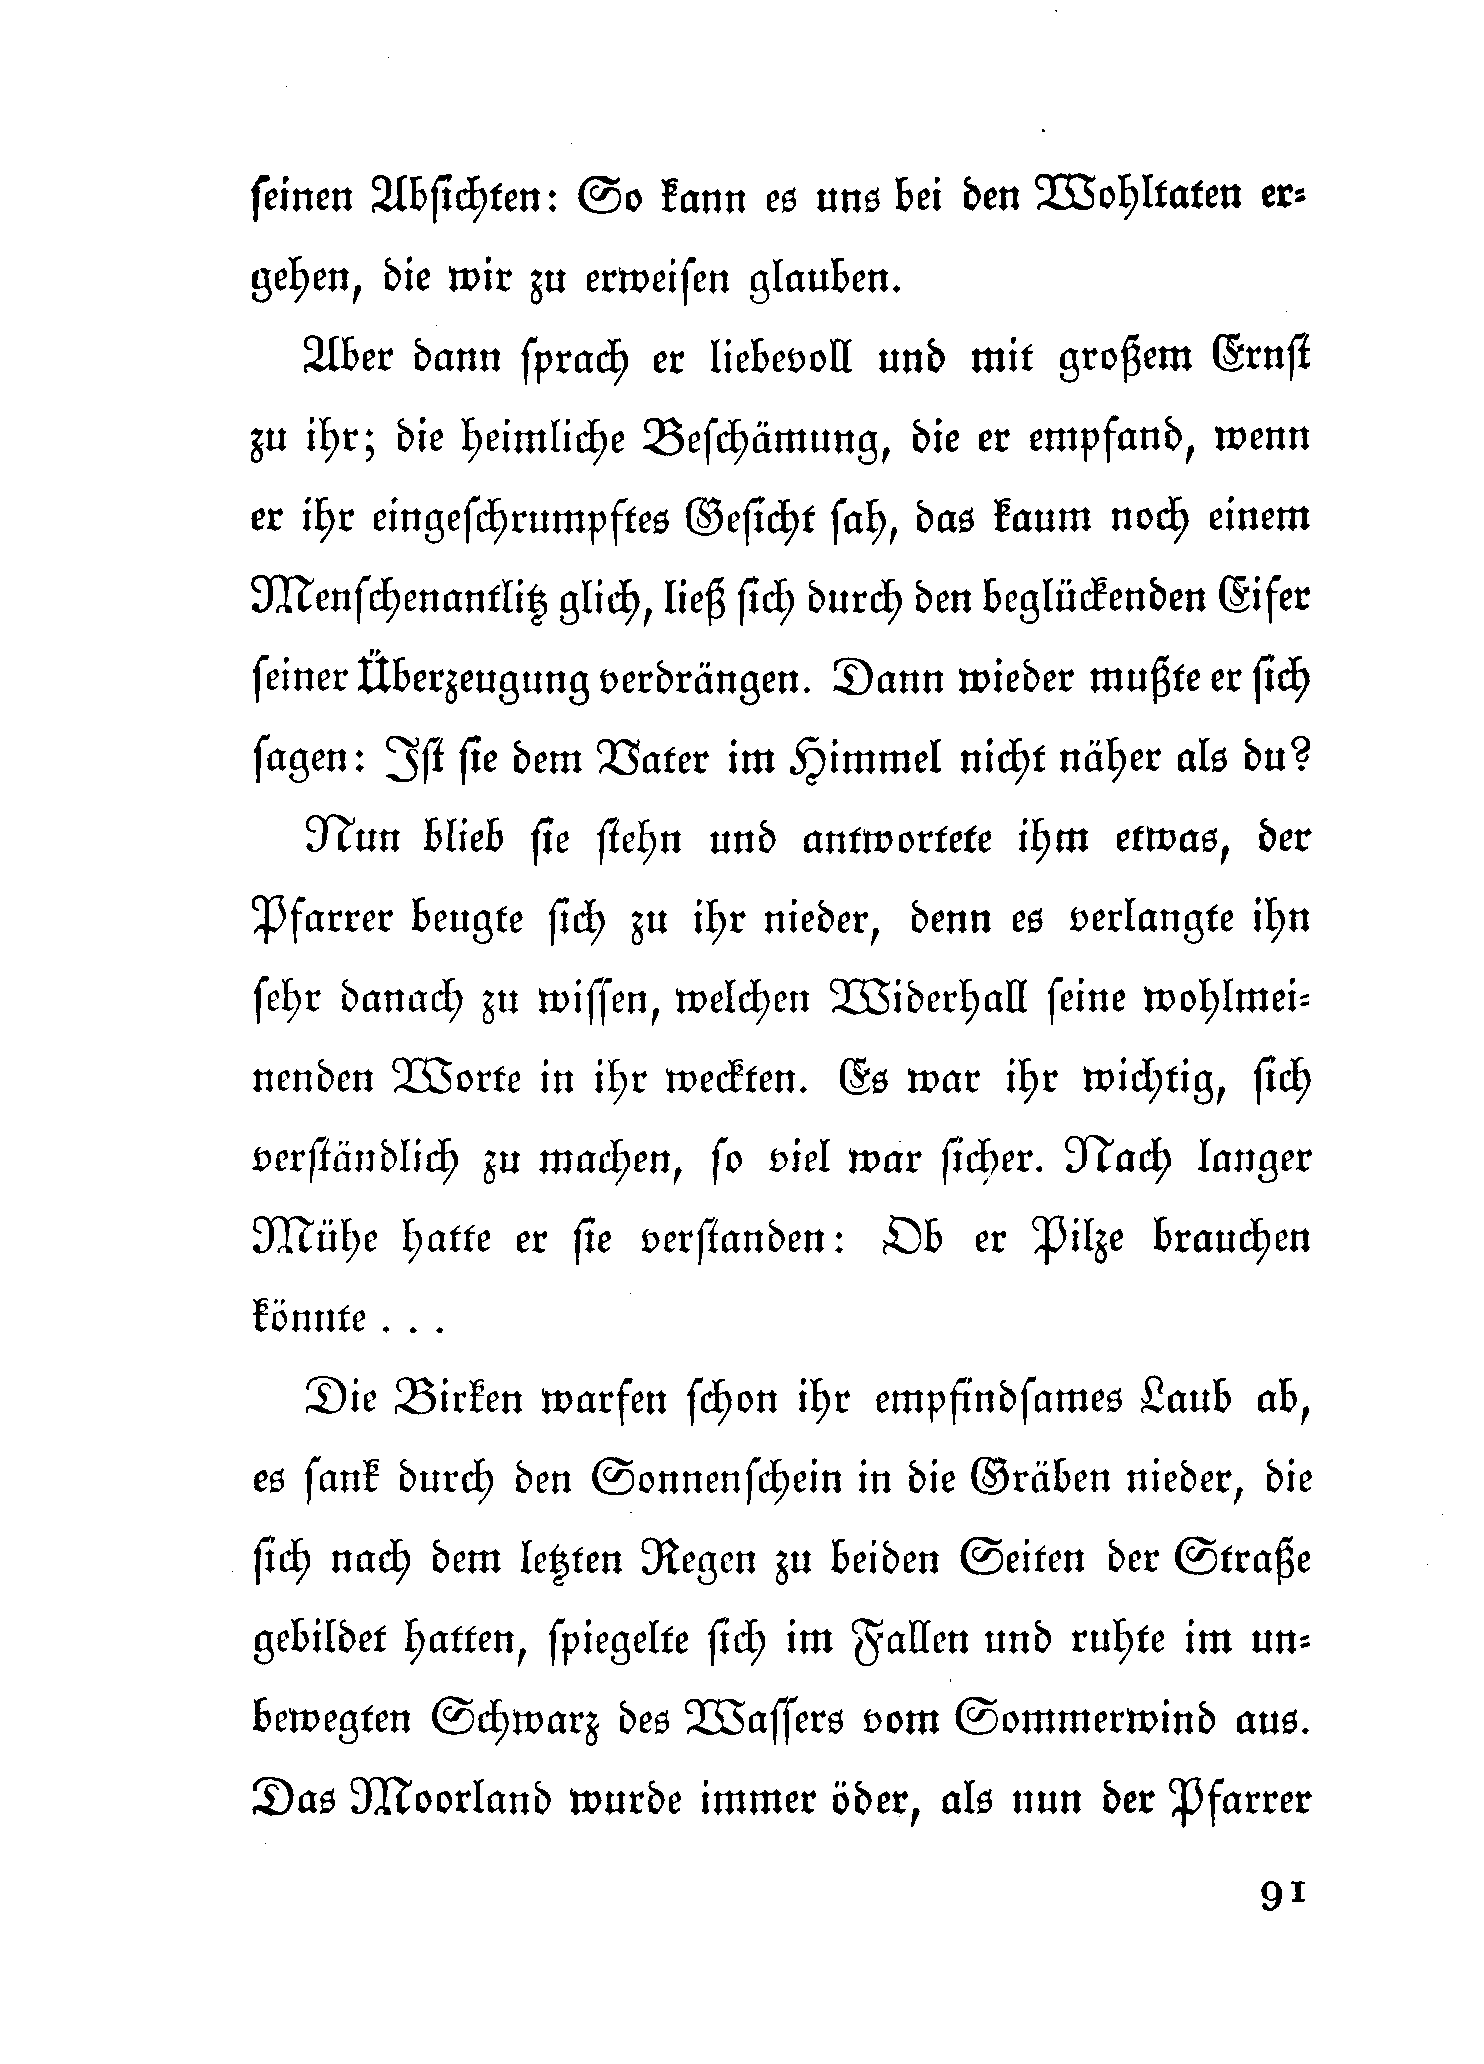 seinen Absichten: So kann es uns bei den Wohltaten er-
gehen, die wir zu erweisen glauben.
Aber dann sprach er liebevoll und mit großem Ernst
zu ihr; die heimliche Beschämung, die er empfand, wenn
er ihr eingeschrumpftes Gesicht sah, das kaum noch einem
Menschenantlitz glich, ließ sich durch den beglückenden Eifer
seiner Überzeugung verdrängen. Dann wieder mußte er sich
sagen: Ist sie dem Vater im Himmel nicht näher als du?
Nun blieb sie stehn und antwortete ihm etwas, der
Pfarrer beugte sich zu ihr nieder, denn es verlangte ihn
sehr danach zu wissen, welchen Widerhall seine wohlmei-
nenden Worte in ihr weckten. Es war ihr wichtig, sich
verständlich zu machen, so viel war sicher. Nach langer
Mühe hatte er sie verstanden: Ob er Pilze brauchen
könnte . . .
Die Birken warfen schon ihr empfindsames Laub ab,
es sank durch den Sonnenschein in die Gräben nieder, die
sich nach dem letzten Regen zu beiden Seiten der Straße
gebildet hatten, spiegelte sich im Fallen und ruhte im un-
bewegten Schwarz des Wassers vom Sommerwind aus.
Das Moorland wurde immer öder, als nun der Pfarrer
91